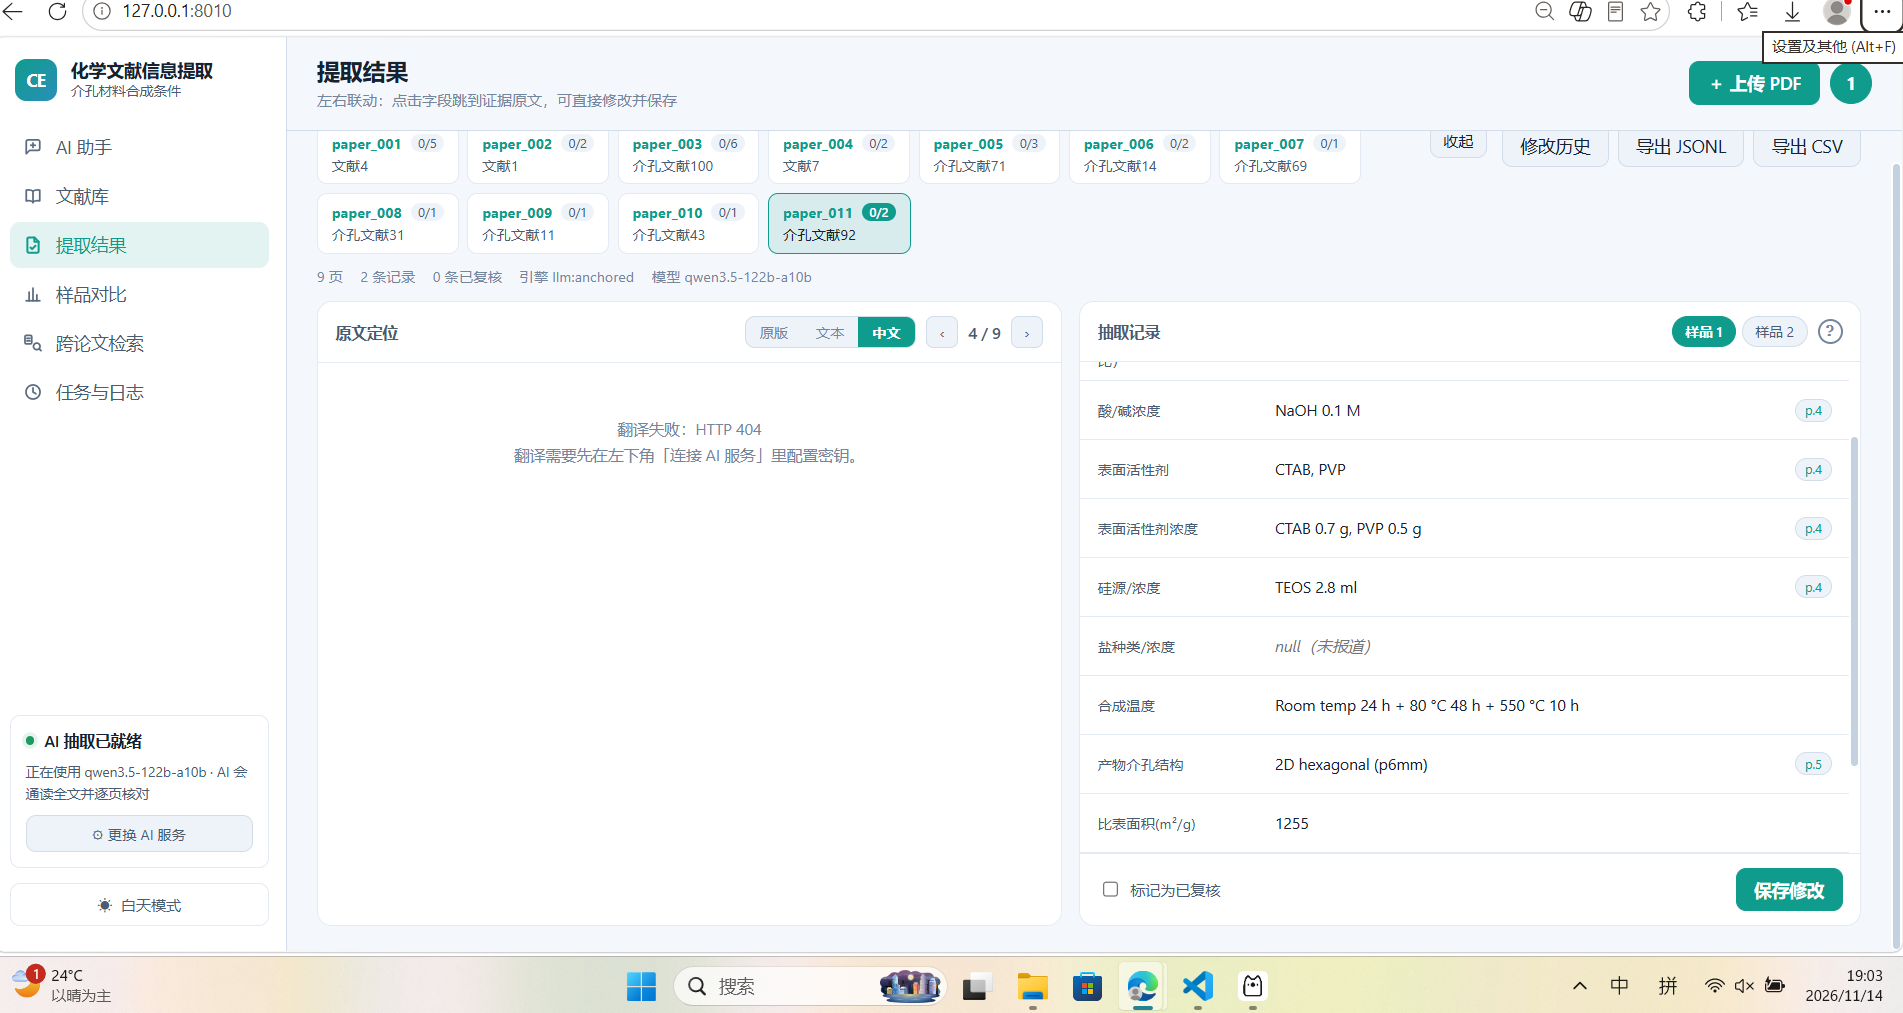 127.0.0.1:8010
设置及其他 (Alt+F)
CE
化学文献信息提取
介孔材料合成条件
AI 助手
文献库
提取结果
样品对比
跨论文检索
任务与日志
AI 抽取已就绪
正在使用 qwen3.5-122b-a10b · AI 会
通读全文并逐页核对
更换 AI 服务
白天模式
提取结果
左右联动：点击字段跳到证据原文，可直接修改并保存
+ 上传 PDF
1
paper_001 0/5
文献4
paper_002 0/2
文献1
paper_003 0/6
介孔文献100
paper_004 0/2
文献7
paper_005 0/3
介孔文献71
paper_006 0/2
介孔文献14
paper_007 0/1
介孔文献69
收起
修改历史
导出 JSONL
导出 CSV
paper_008 0/1
介孔文献31
paper_009 0/1
介孔文献11
paper_010 0/1
介孔文献43
paper_011 0/2
介孔文献92
9 页 2 条记录 0 条已复核 引擎 llm:anchored 模型 qwen3.5-122b-a10b
原文定位
原版 文本 中文
‹ 4 / 9 ›
翻译失败：HTTP 404
翻译需要先在左下角「连接 AI 服务」里配置密钥。
抽取记录
样品 1 样品 2 ?
酸/碱浓度 NaOH 0.1 M p.4
表面活性剂 CTAB, PVP p.4
表面活性剂浓度 CTAB 0.7 g, PVP 0.5 g p.4
硅源/浓度 TEOS 2.8 ml p.4
盐种类/浓度 null（未报道）
合成温度 Room temp 24 h + 80 °C 48 h + 550 °C 10 h
产物介孔结构 2D hexagonal (p6mm) p.5
比表面积(m²/g) 1255
标记为已复核
保存修改
1
24°C
以晴为主
搜索
中
拼
19:03
2026/11/14